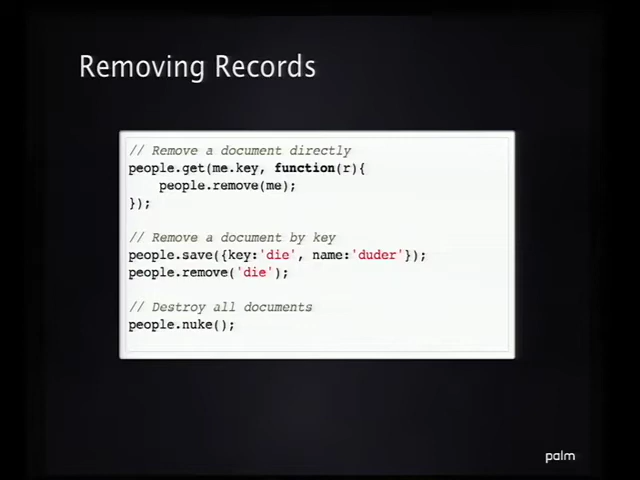 Removing Records
// Remove a document directly
people.get(me.key, function(r){
    people.remove(me);
});
// Remove a document by key
people.save({key:'die', name:'duder'});
people.remove('die');
// Destroy all documents
people.nuke();
palm